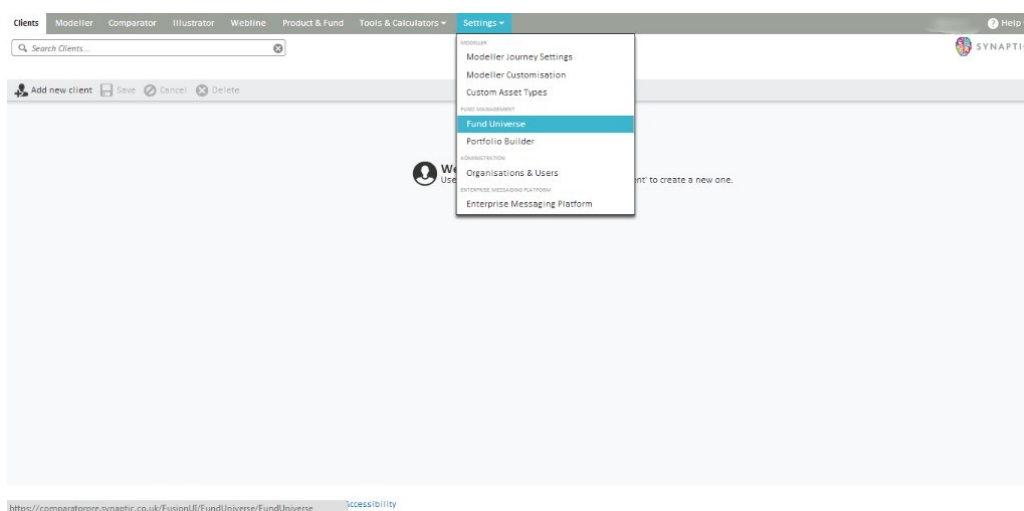 Clients Modeller Comparator Illustrator Webline Product & Fund Tools & Calculators Settings Help
Search Clients...
SYNAPTI
MODELLER
Modeller Journey Settings
Modeller Customisation
Custom Asset Types
FUND MANAGEMENT
Fund Universe
Portfolio Builder
ADMINISTRATION
Organisations & Users
ENTERPRISE MESSAGING PLATFORM
Enterprise Messaging Platform
Add new client Save Cancel Delete
We
Use
ent' to create a new one.
https://comparatorpre.synaptic.co.uk/FusionUI/FundUniverse/FundUniverse
Accessibility